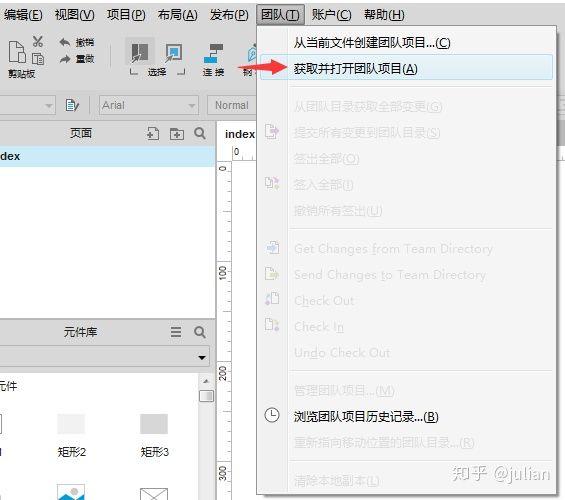 编辑(E) 视图(V) 项目(P) 布局(A) 发布(P) 团队(T) 账户(C) 帮助(H)
撤销
重做
剪贴板
选择
连接
Arial
Normal
页面
index
index
0
0
100
200
300
元件库
元件
矩形2
矩形3
从当前文件创建团队项目...(C)
获取并打开团队项目(A)
从团队目录获取全部变更(G)
提交所有变更到团队目录(S)
签出全部(O)
签入全部(I)
撤销所有签出(U)
Get Changes from Team Directory
Send Changes to Team Directory
Check Out
Check In
Undo Check Out
管理团队项目...(M)
浏览团队项目历史记录...(B)
重新指向移动位置的团队目录...(R)
清除本地副本(L)
知乎 @julian